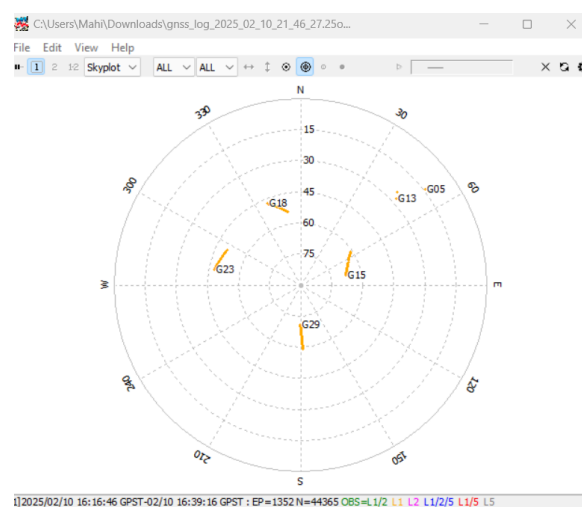 C:\Users\Mahi\Downloads\gnss_log_2025_02_10_21_46_27.25o...
File Edit View Help
1 2 1-2 Skyplot ALL ALL
N
330 30
15
30
300 60
45
G05
G13
G18
60
75
G23 G15
W E
G29
240 120
210 150
S
1]2025/02/10 16:16:46 GPST-02/10 16:39:16 GPST : EP=1352 N=44365 OBS=L1/2 L1 L2 L1/2/5 L1/5 L5